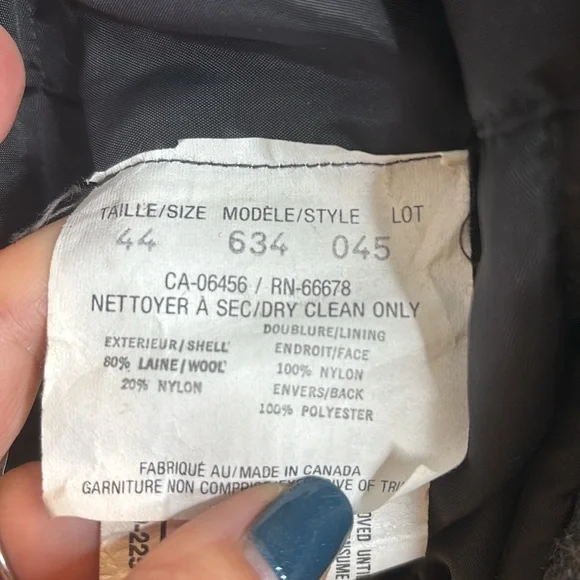 TAILLE/SIZE MODÈLE/STYLE LOT
44 634 045
CA-06456 / RN-66678
NETTOYER À SEC/DRY CLEAN ONLY
EXTERIEUR/SHELL
80% LAINE/WOOL
20% NYLON
DOUBLURE/LINING
ENDROIT/FACE
100% NYLON
ENVERS/BACK
100% POLYESTER
FABRIQUÉ AU/MADE IN CANADA
GARNITURE NON OF